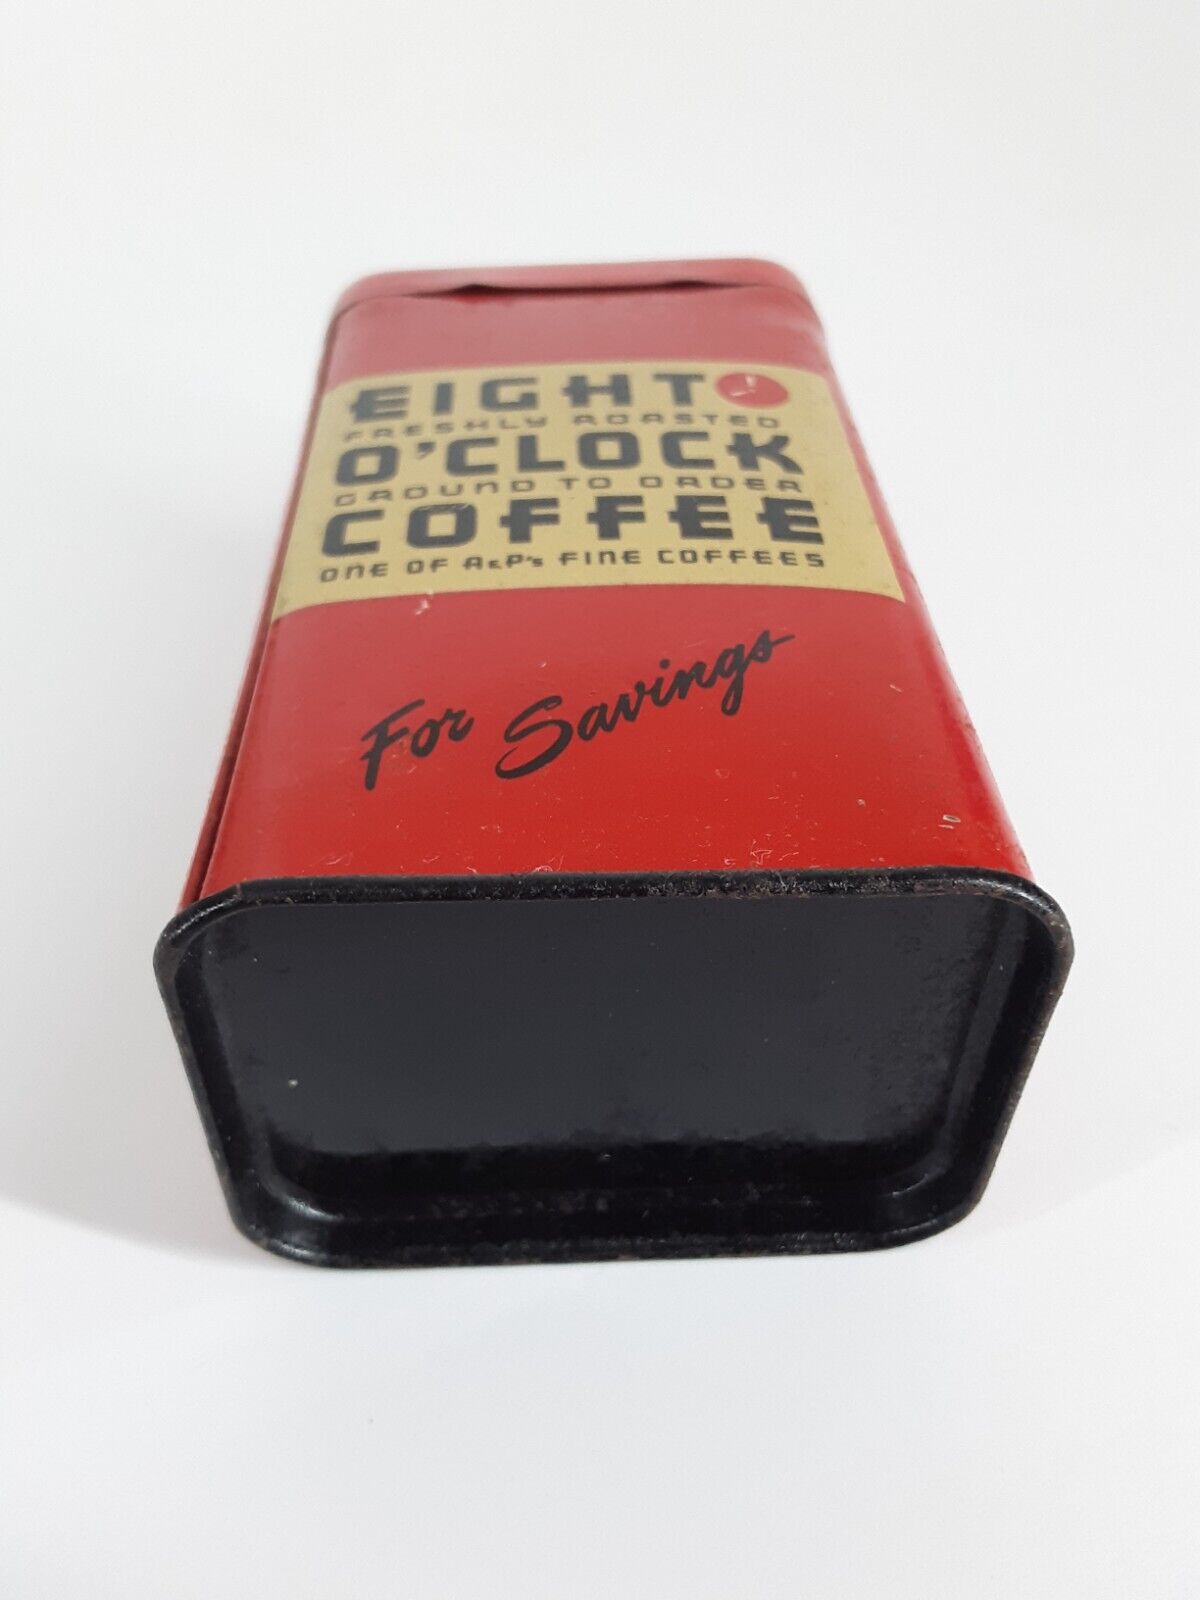 EIGHT
FRESHLY ROASTED
O'CLOCK
GROUND TO ORDER
COFFEE
ONE OF A&P's FINE COFFEES
For Savings